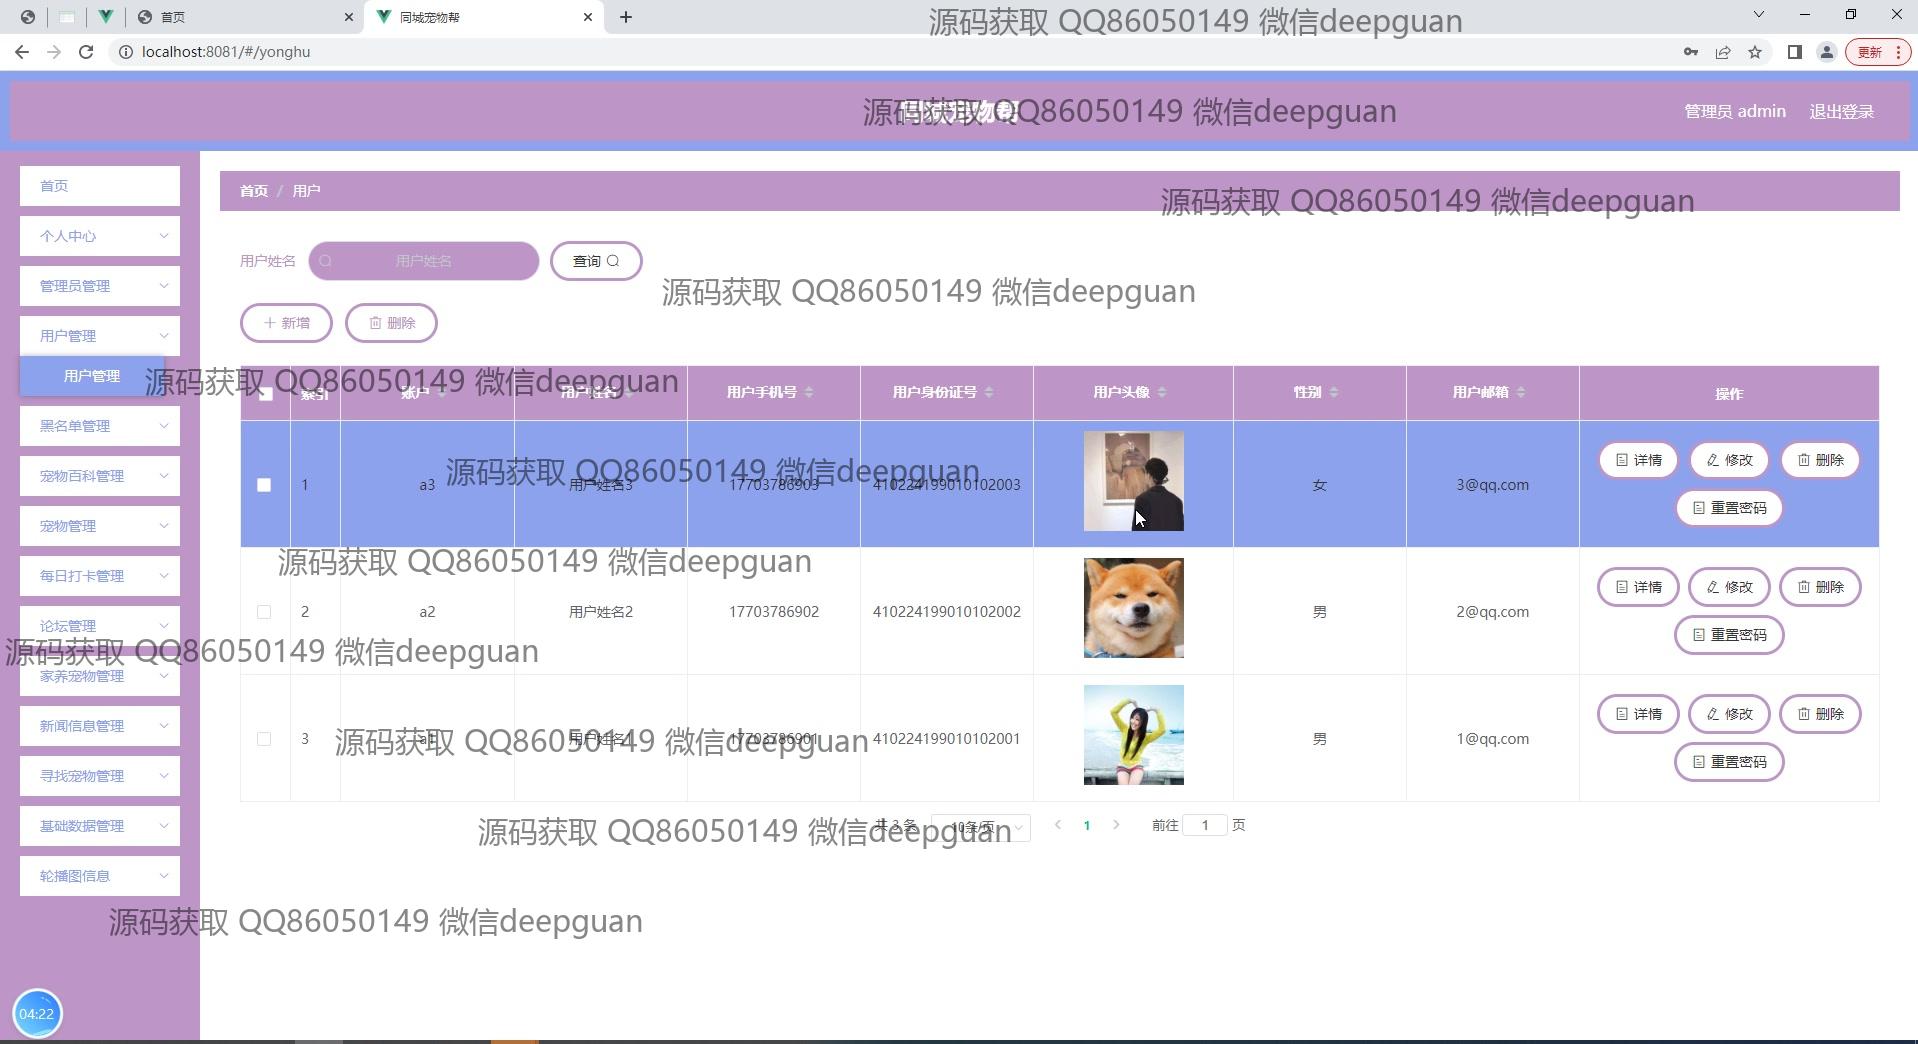 首页
同城宠物帮
源码获取 QQ86050149 微信deepguan
localhost:8081/#/yonghu
更新
同城宠物帮
源码获取 QQ86050149 微信deepguan
管理员 admin
退出登录
首页
个人中心
管理员管理
用户管理
用户管理
黑名单管理
宠物百科管理
宠物管理
每日打卡管理
论坛管理
家养宠物管理
新闻信息管理
寻找宠物管理
基础数据管理
轮播图信息
首页 / 用户
源码获取 QQ86050149 微信deepguan
用户姓名
用户姓名
查询
源码获取 QQ86050149 微信deepguan
新增
删除
源码获取 QQ86050149 微信deepguan
索引 账户 用户姓名 用户手机号 用户身份证号 用户头像 性别 用户邮箱 操作
源码获取 QQ86050149 微信deepguan
1 a3 用户姓名3 17703786903 410224199010102003 女 3@qq.com 详情 修改 删除
重置密码
源码获取 QQ86050149 微信deepguan
2 a2 用户姓名2 17703786902 410224199010102002 男 2@qq.com 详情 修改 删除
重置密码
源码获取 QQ86050149 微信deepguan
3 a1 用户姓名1 17703786901 410224199010102001 男 1@qq.com 详情 修改 删除
重置密码
源码获取 QQ86050149 微信deepguan
共 3 条 10条/页 1 前往 1 页
源码获取 QQ86050149 微信deepguan
源码获取 QQ86050149 微信deepguan
04:22